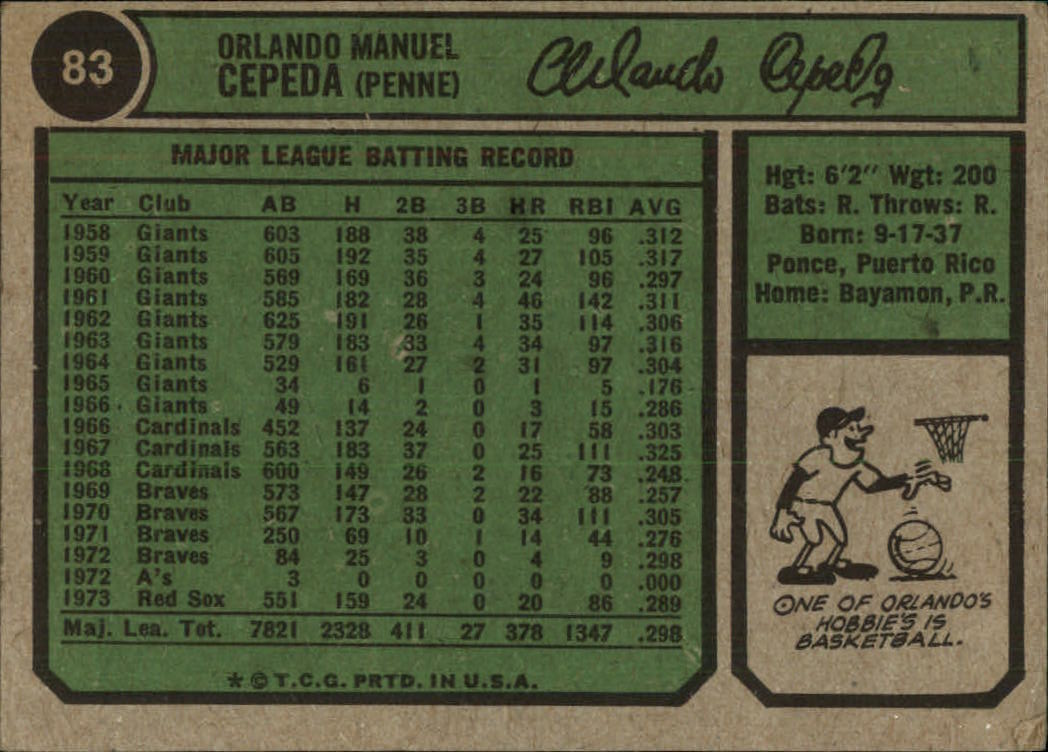 83
ORLANDO MANUEL
CEPEDA (PENNE)
Orlando Cepeda
MAJOR LEAGUE BATTING RECORD
Year Club AB H 2B 3B HR RBI AVG
1958 Giants 603 188 38 4 25 96 .312
1959 Giants 605 192 35 4 27 105 .317
1960 Giants 569 169 36 3 24 96 .297
1961 Giants 585 182 28 4 46 142 .311
1962 Giants 625 191 26 1 35 114 .306
1963 Giants 579 183 33 4 34 97 .316
1964 Giants 529 161 27 2 31 97 .304
1965 Giants 34 6 1 0 1 5 .176
1966 Giants 49 14 2 0 3 15 .286
1966 Cardinals 452 137 24 0 17 58 .303
1967 Cardinals 563 183 37 0 25 111 .325
1968 Cardinals 600 149 26 2 16 73 .248
1969 Braves 573 147 28 2 22 88 .257
1970 Braves 567 173 33 0 34 111 .305
1971 Braves 250 69 10 1 14 44 .276
1972 Braves 84 25 3 0 4 9 .298
1972 A's 3 0 0 0 0 0 .000
1973 Red Sox 551 159 24 0 20 86 .289
Maj. Lea. Tot. 7821 2328 411 27 378 1347 .298
* © T.C.G. PRTD. IN U.S.A.
Hgt: 6'2" Wgt: 200
Bats: R. Throws: R.
Born: 9-17-37
Ponce, Puerto Rico
Home: Bayamon, P.R.
ONE OF ORLANDO'S
HOBBIE'S IS
BASKETBALL.